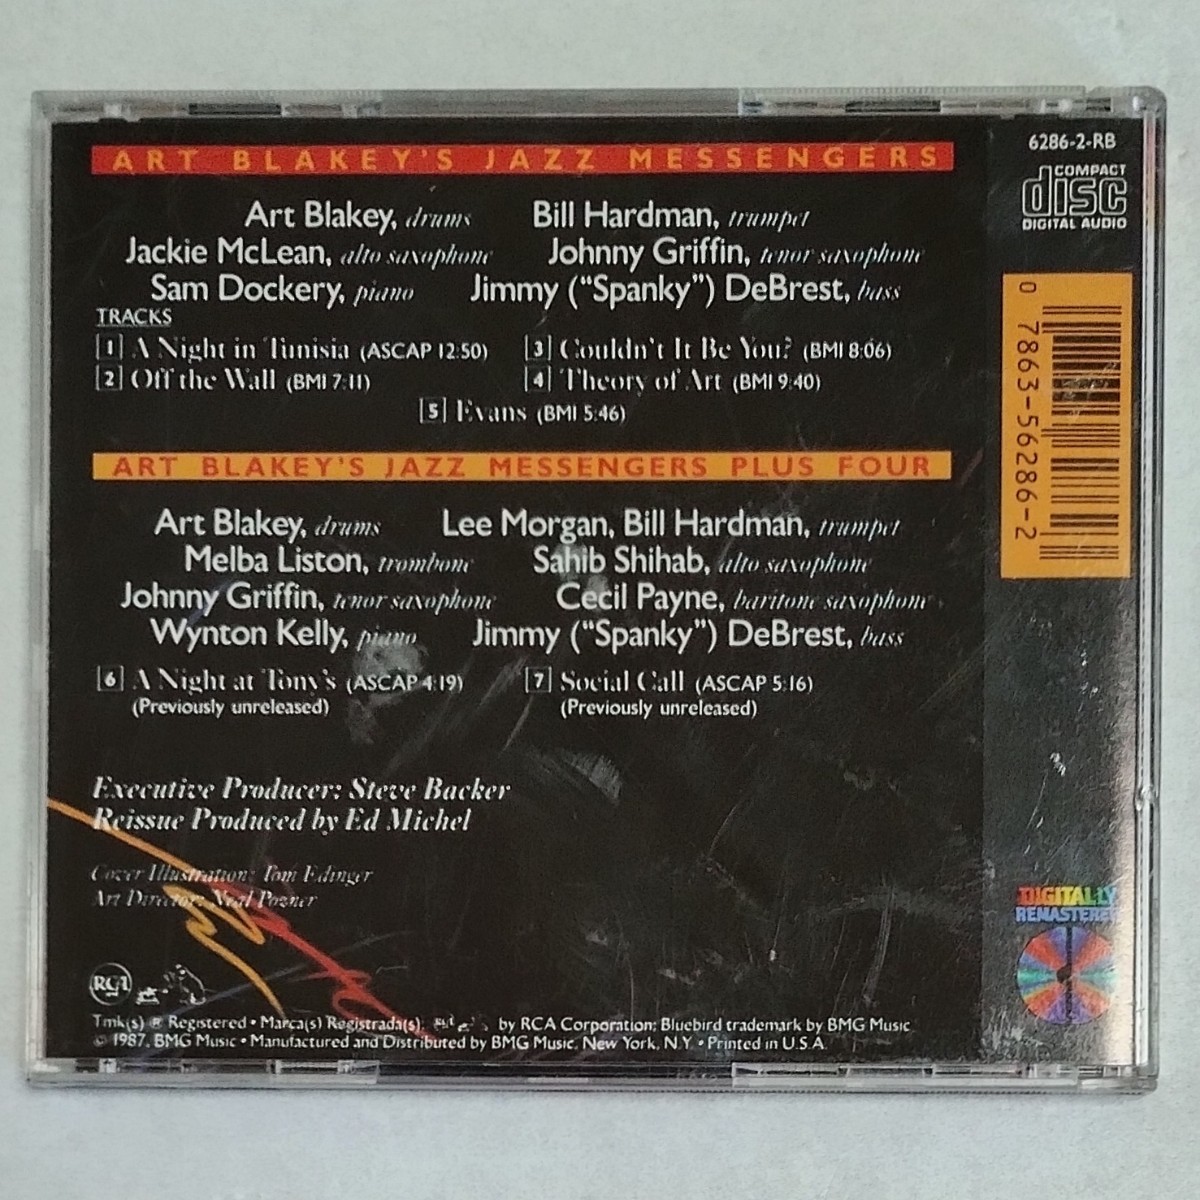 6286-2-RB
COMPACT
disc
DIGITAL AUDIO
0 78635-6286-2
ART BLAKEY'S JAZZ MESSENGERS
Art Blakey, drums Bill Hardman, trumpet
Jackie McLean, alto saxophone Johnny Griffin, tenor saxophone
Sam Dockery, piano Jimmy ("Spanky") DeBrest, bass
TRACKS
1 A Night in Tunisia (ASCAP 12:50) 3 Couldn't It Be You? (BMI 8:06)
2 Off the Wall (BMI 7:11) 4 Theory of Art (BMI 9:40)
5 Evans (BMI 5:46)
ART BLAKEY'S JAZZ MESSENGERS PLUS FOUR
Art Blakey, drums Lee Morgan, Bill Hardman, trumpet
Melba Liston, trombone Sahib Shihab, alto saxophone
Johnny Griffin, tenor saxophone Cecil Payne, baritone saxophone
Wynton Kelly, piano Jimmy ("Spanky") DeBrest, bass
6 A Night at Tony's (ASCAP 4:19) 7 Social Call (ASCAP 5:16)
(Previously unreleased) (Previously unreleased)
Executive Producer: Steve Backer
Reissue Produced by Ed Michel
Cover Illustration: Tom Edinger
Art Director: Neal Pozner
DIGITALLY
REMASTERED
RCA
Tmk(s) ® Registered • Marca(s) Registrada(s) by RCA Corporation; Bluebird trademark by BMG Music
© 1987, BMG Music • Manufactured and Distributed by BMG Music, New York, N.Y. • Printed in U.S.A.